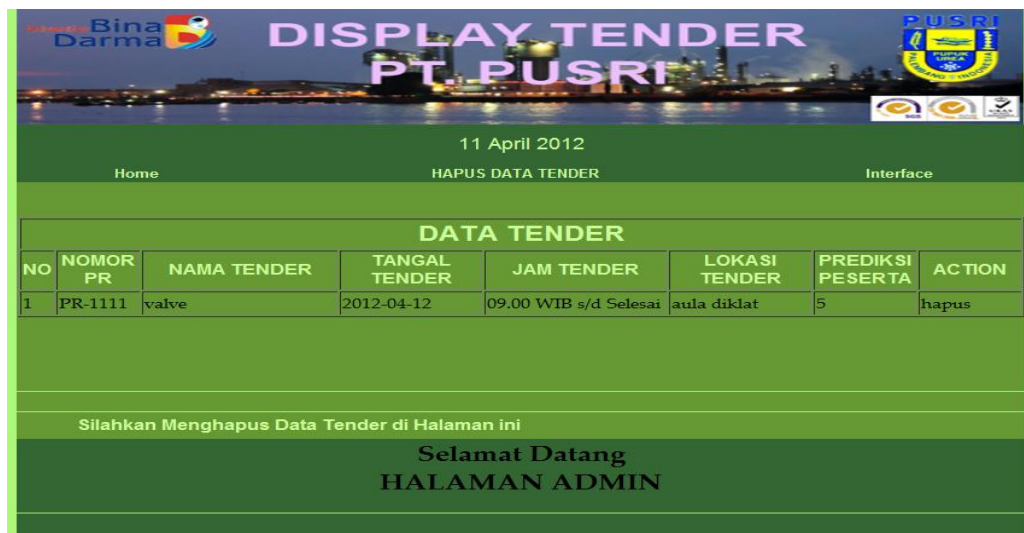 Bina
Darma
DISPLAY TENDER
PT. PUSRI
PUSRI
PUPUK
UREA
SGS
11 April 2012
Home HAPUS DATA TENDER Interface
DATA TENDER
NO NOMOR PR NAMA TENDER TANGAL TENDER JAM TENDER LOKASI TENDER PREDIKSI PESERTA ACTION
1 PR-1111 valve 2012-04-12 09.00 WIB s/d Selesai aula diklat 5 hapus
Silahkan Menghapus Data Tender di Halaman ini
Selamat Datang
HALAMAN ADMIN